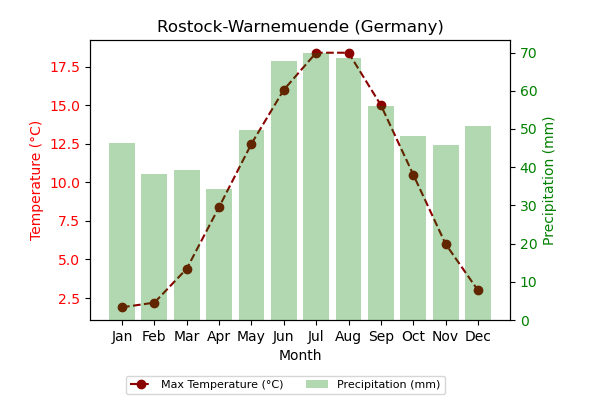 Rostock-Warnemuende (Germany)
Temperature (°C)
17.5
15.0
12.5
10.0
7.5
5.0
2.5
70
60
50
40
30
20
10
0
Precipitation (mm)
Jan Feb Mar Apr May Jun Jul Aug Sep Oct Nov Dec
Month
Max Temperature (°C) Precipitation (mm)